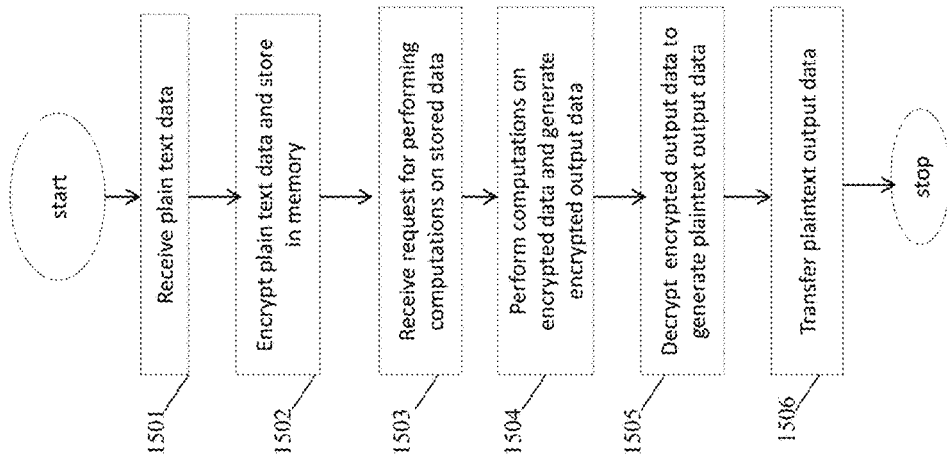 start
1501
Receive plain text data
1502
Encrypt plain text data and store
in memory
1503
Receive request for performing
computations on stored data
1504
Perform computations on
encrypted data and generate
encrypted output data
1505
Decrypt encrypted output data to
generate plaintext output data
1506
Transfer plaintext output data
stop